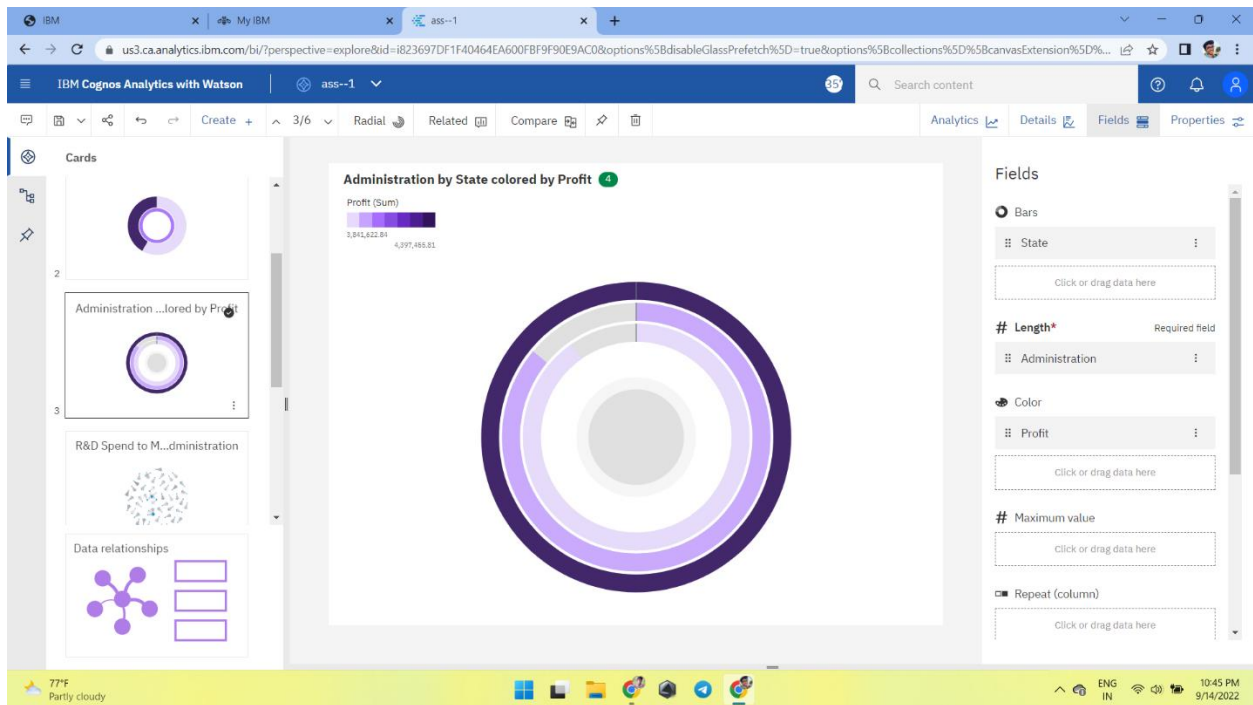 IBM
My IBM
ass--1
us3.ca.analytics.ibm.com/bi/?perspective=explore&id=i823697DF1F40464EA600FBF9F90E9AC0&options%5BdisableGlassPrefetch%5D=true&options%5Bcollections%5D%5BcanvasExtension%5D%...
IBM Cognos Analytics with Watson
ass--1
35
Search content
Create + 3/6 Radial Related Compare Analytics Details Fields Properties
Cards
2
Administration ...lored by Profit
3
R&D Spend to M...dministration
Data relationships
Administration by State colored by Profit 4
Profit (Sum)
3,841,622.84
4,397,466.81
Fields
Bars
State
Click or drag data here
# Length* Required field
Administration
Color
Profit
Click or drag data here
# Maximum value
Click or drag data here
Repeat (column)
Click or drag data here
77°F
Partly cloudy
ENG
IN
10:45 PM
9/14/2022